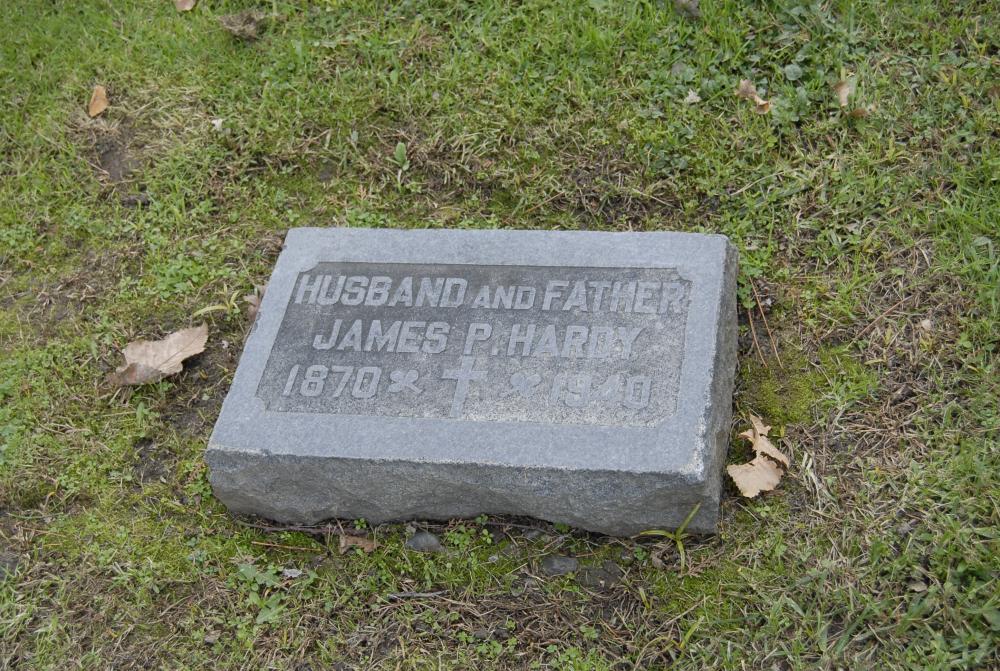 HUSBAND AND FATHER
JAMES P. HARDY
1870 1940